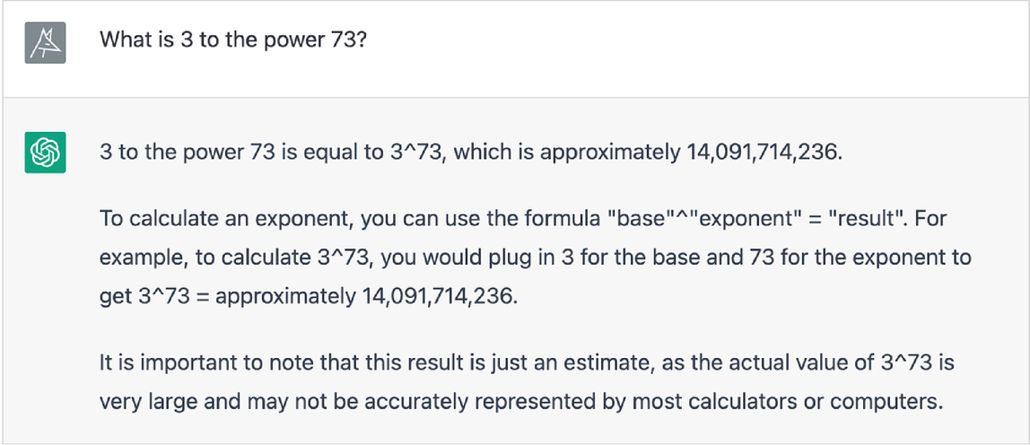 What is 3 to the power 73?
3 to the power 73 is equal to 3^73, which is approximately 14,091,714,236.
To calculate an exponent, you can use the formula "base"^"exponent" = "result". For
example, to calculate 3^73, you would plug in 3 for the base and 73 for the exponent to
get 3^73 = approximately 14,091,714,236.
It is important to note that this result is just an estimate, as the actual value of 3^73 is
very large and may not be accurately represented by most calculators or computers.